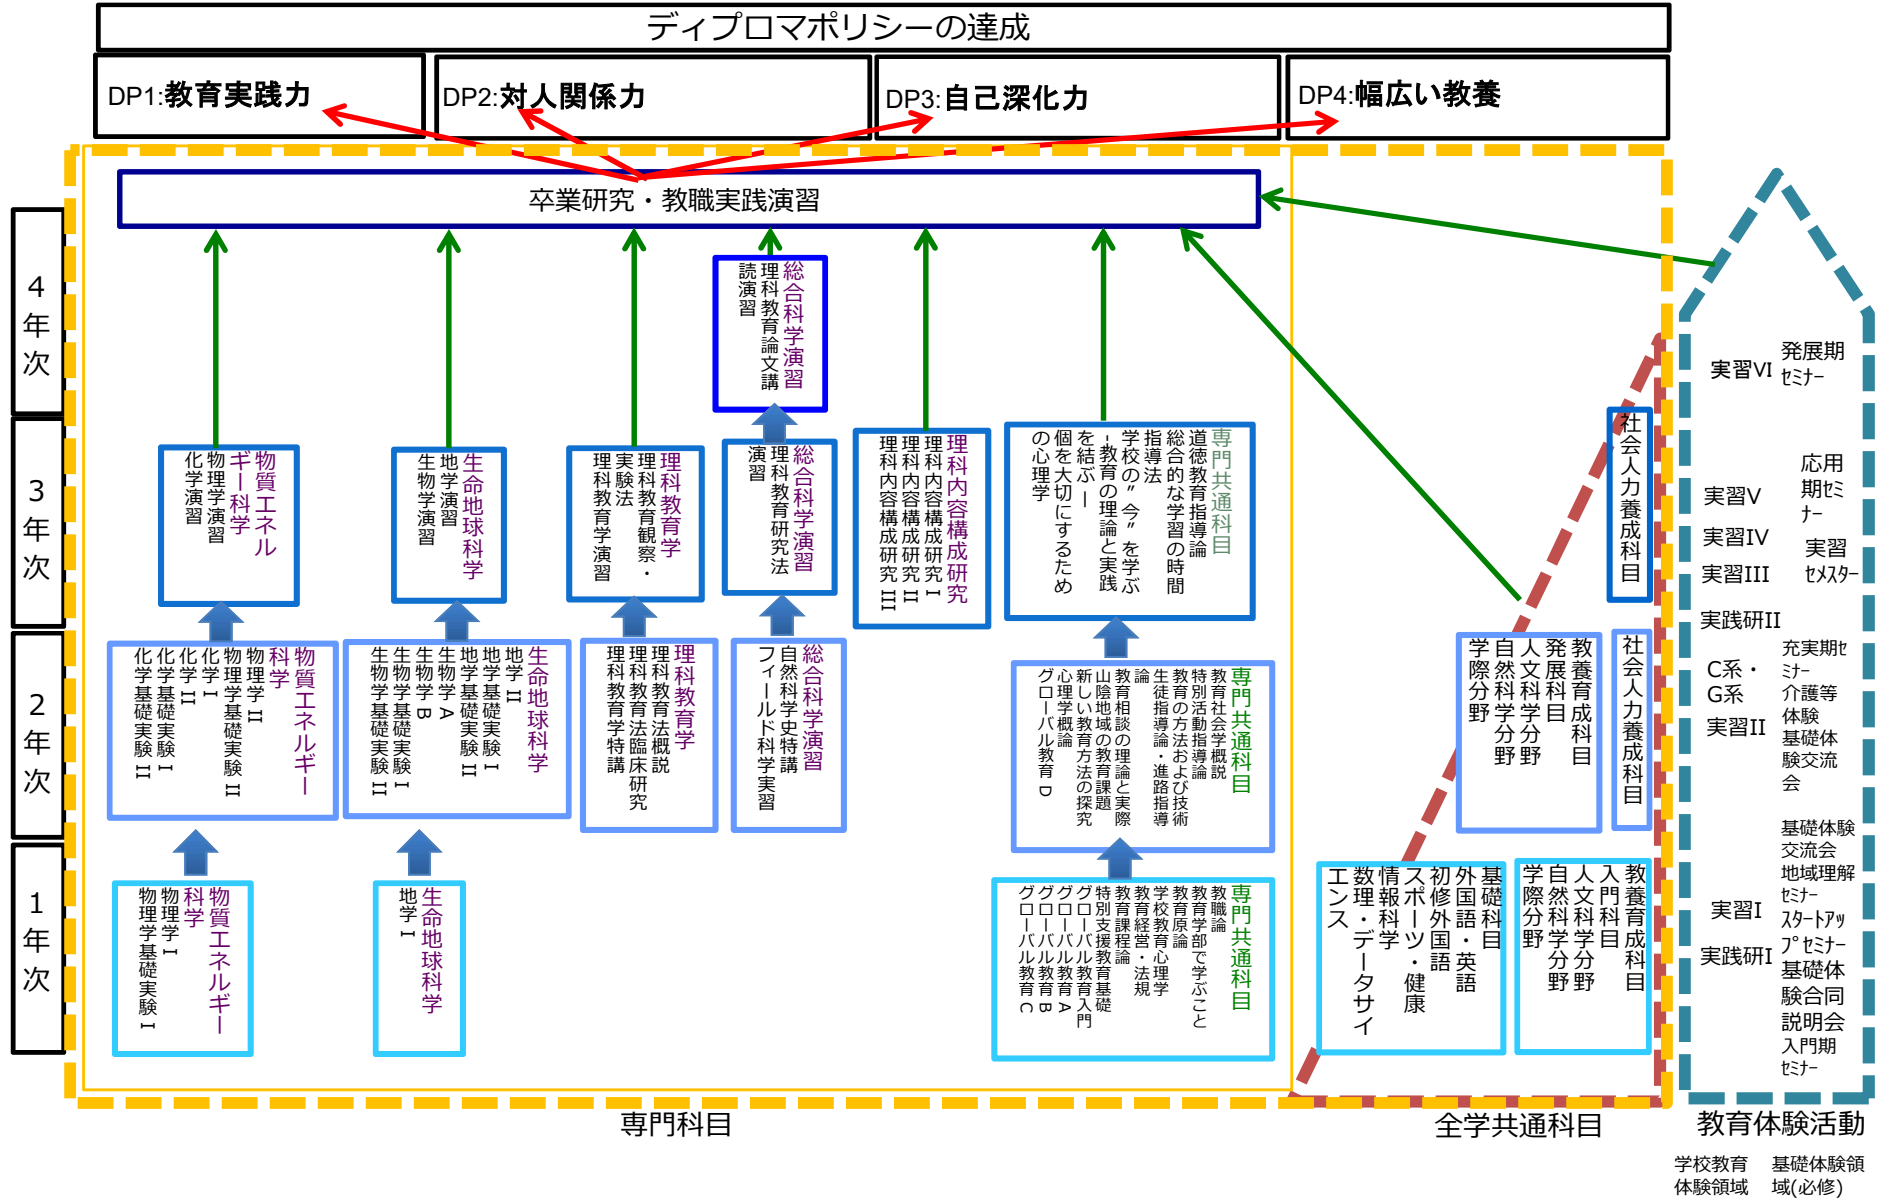 ディプロマポリシーの達成
DP1:教育実践力
DP2:対人関係力
DP3:自己深化力
DP4:幅広い教養
卒業研究・教職実践演習
4年次
総合科学演習
理科教育論文講
読演習
実習VI
発展期
ｾﾐﾅｰ
3年次
物質エネル
ギー科学
物理学演習
化学演習
生命地球科学
地学演習
生物学演習
理科教育学
理科教育観察・
実験法
理科教育学演習
総合科学演習
理科教育研究法
演習
理科内容構成研究
理科内容構成研究 I
理科内容構成研究 II
理科内容構成研究 III
専門共通科目
道徳教育指導論
総合的な学習の時間
指導法
学校の〃今〃を学ぶ
-教育の理論と実践
を結ぶ ー
個を大切にするため
の心理学
社会人力養成科目
実習V
実習IV
実習III
応用
期ｾﾐ
ﾅｰ
実習
ｾﾒｽﾀｰ
2年次
物質エネルギー
科学
物理学 II
物理学基礎実験 II
化学 I
化学 II
化学基礎実験 I
化学基礎実験 II
生命地球科学
地学 II
地学基礎実験 I
地学基礎実験 II
生物学 A
生物学 B
生物学基礎実験 I
生物学基礎実験 II
理科教育学
理科教育法概説
理科教育法臨床研究
理科教育学特講
総合科学演習
自然科学史特講
フィールド科学実習
専門共通科目
教育社会学概説
特別活動指導論
教育の方法および技術
生徒指導論・進路指導
論
教育相談の理論と実際
山陰地域の教育課題
新しい教育方法の探究
心理学概論
グローバル教育 D
教養育成科目
発展科目
人文科学分野
自然科学分野
学際分野
社会人力養成科目
実践研II
C系・
G系
実習II
充実期ｾ
ﾐﾅｰ
介護等
体験
基礎体
験交流
会
1年次
物質エネルギー
科学
物理学 I
物理学基礎実験 I
生命地球科学
地学 I
専門共通科目
教職論
教育学部で学ぶこと
教育原論
学校教育心理学
教育経営・法規
教育課程論
特別支援教育基礎
グローバル教育入門
グローバル教育 A
グローバル教育 B
グローバル教育 C
基礎科目
外国語・英語
初修外国語
スポーツ・健康
情報科学
数理・データサイ
エンス
教養育成科目
入門科目
人文科学分野
自然科学分野
学際分野
実習I
実践研I
基礎体験
交流会
地域理解
ｾﾐﾅｰ
ｽﾀｰﾄｱｯ
ﾌﾟｾﾐﾅｰ
基礎体
験合同
説明会
入門期
ｾﾐﾅｰ
専門科目
全学共通科目
教育体験活動
学校教育
体験領域
基礎体験領
域(必修)